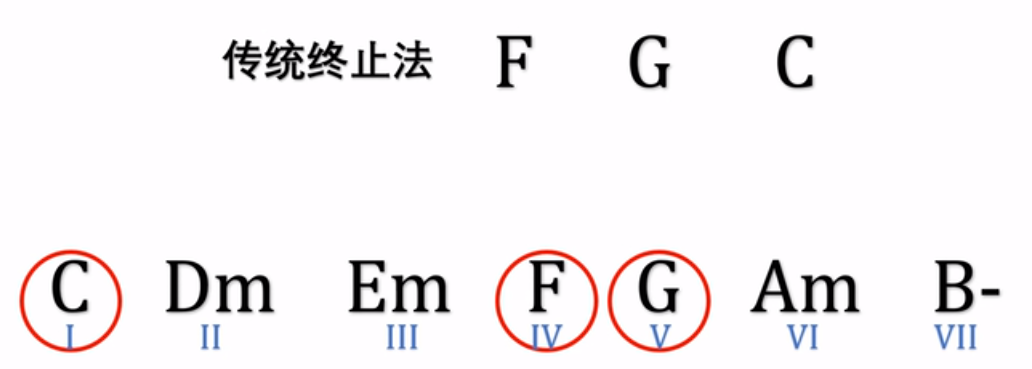 传统终止法 F G C
C Dm Em F G Am B-
I II III IV V VI VII